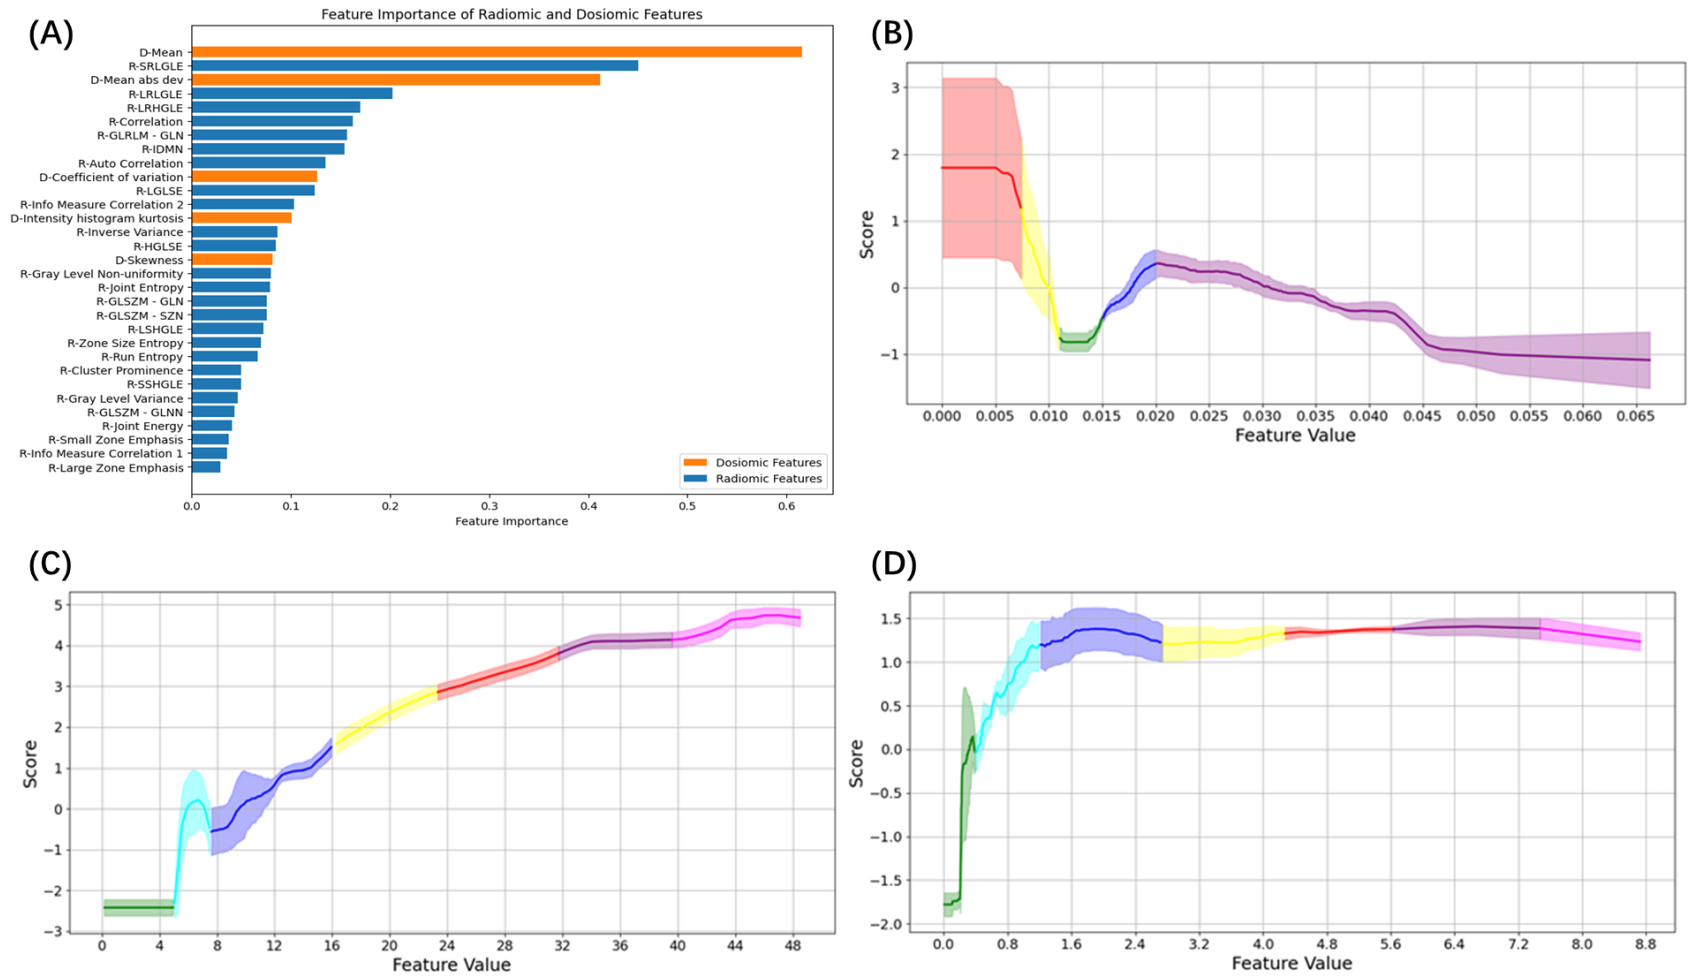 (A)
Feature Importance of Radiomic and Dosiomic Features
D-Mean
R-SRLGLE
D-Mean abs dev
R-LRLGLE
R-LRHGLE
R-Correlation
R-GLRLM - GLN
R-IDMN
R-Auto Correlation
D-Coefficient of variation
R-LGLSE
R-Info Measure Correlation 2
D-Intensity histogram kurtosis
R-Inverse Variance
R-HGLSE
D-Skewness
R-Gray Level Non-uniformity
R-Joint Entropy
R-GLSZM - GLN
R-GLSZM - SZN
R-LSHGLE
R-Zone Size Entropy
R-Run Entropy
R-Cluster Prominence
R-SSHGLE
R-Gray Level Variance
R-GLSZM - GLNN
R-Joint Energy
R-Small Zone Emphasis
R-Info Measure Correlation 1
R-Large Zone Emphasis
Dosiomic Features
Radiomic Features
0.0 0.1 0.2 0.3 0.4 0.5 0.6
Feature Importance
(B)
3
2
1
0
−1
Score
0.000 0.005 0.010 0.015 0.020 0.025 0.030 0.035 0.040 0.045 0.050 0.055 0.060 0.065
Feature Value
(C)
5
4
3
2
1
0
−1
−2
−3
Score
0 4 8 12 16 20 24 28 32 36 40 44 48
Feature Value
(D)
1.5
1.0
0.5
0.0
−0.5
−1.0
−1.5
−2.0
Score
0.0 0.8 1.6 2.4 3.2 4.0 4.8 5.6 6.4 7.2 8.0 8.8
Feature Value